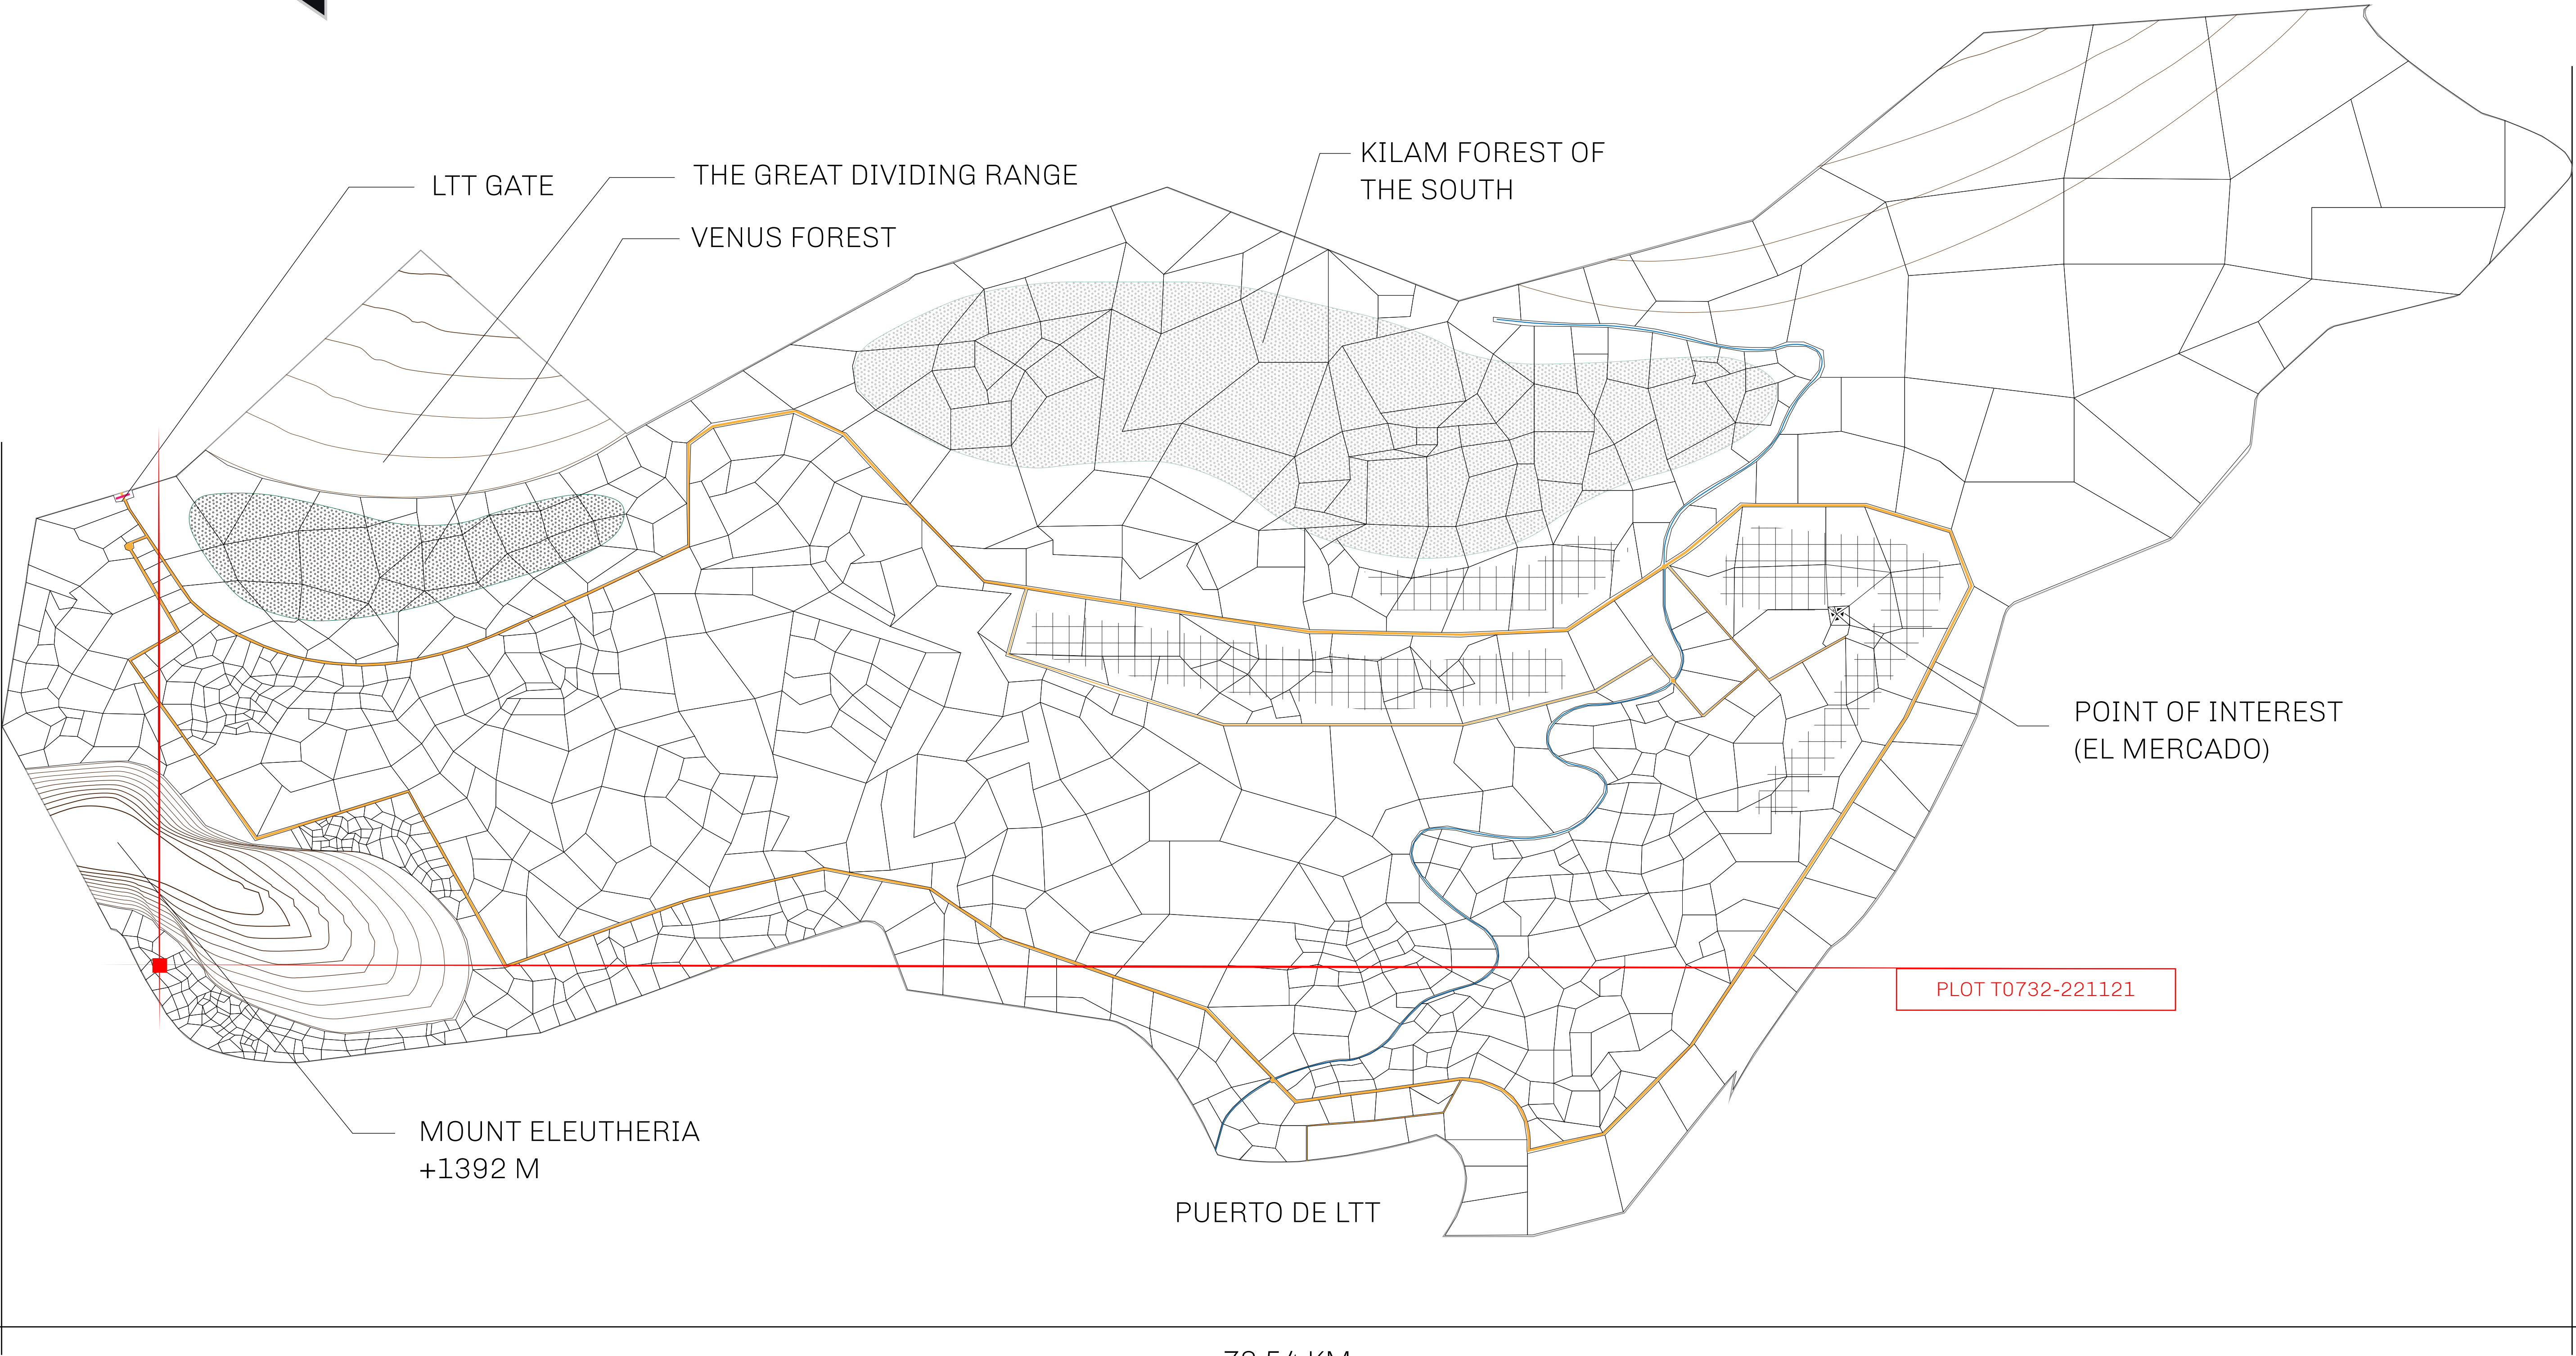 KILAM FOREST OF
THE SOUTH
LTT GATE
THE GREAT DIVIDING RANGE
VENUS FOREST
POINT OF INTEREST
(EL MERCADO)
PLOT T0732-221121
MOUNT ELEUTHERIA
+1392 M
PUERTO DE LTT
KM